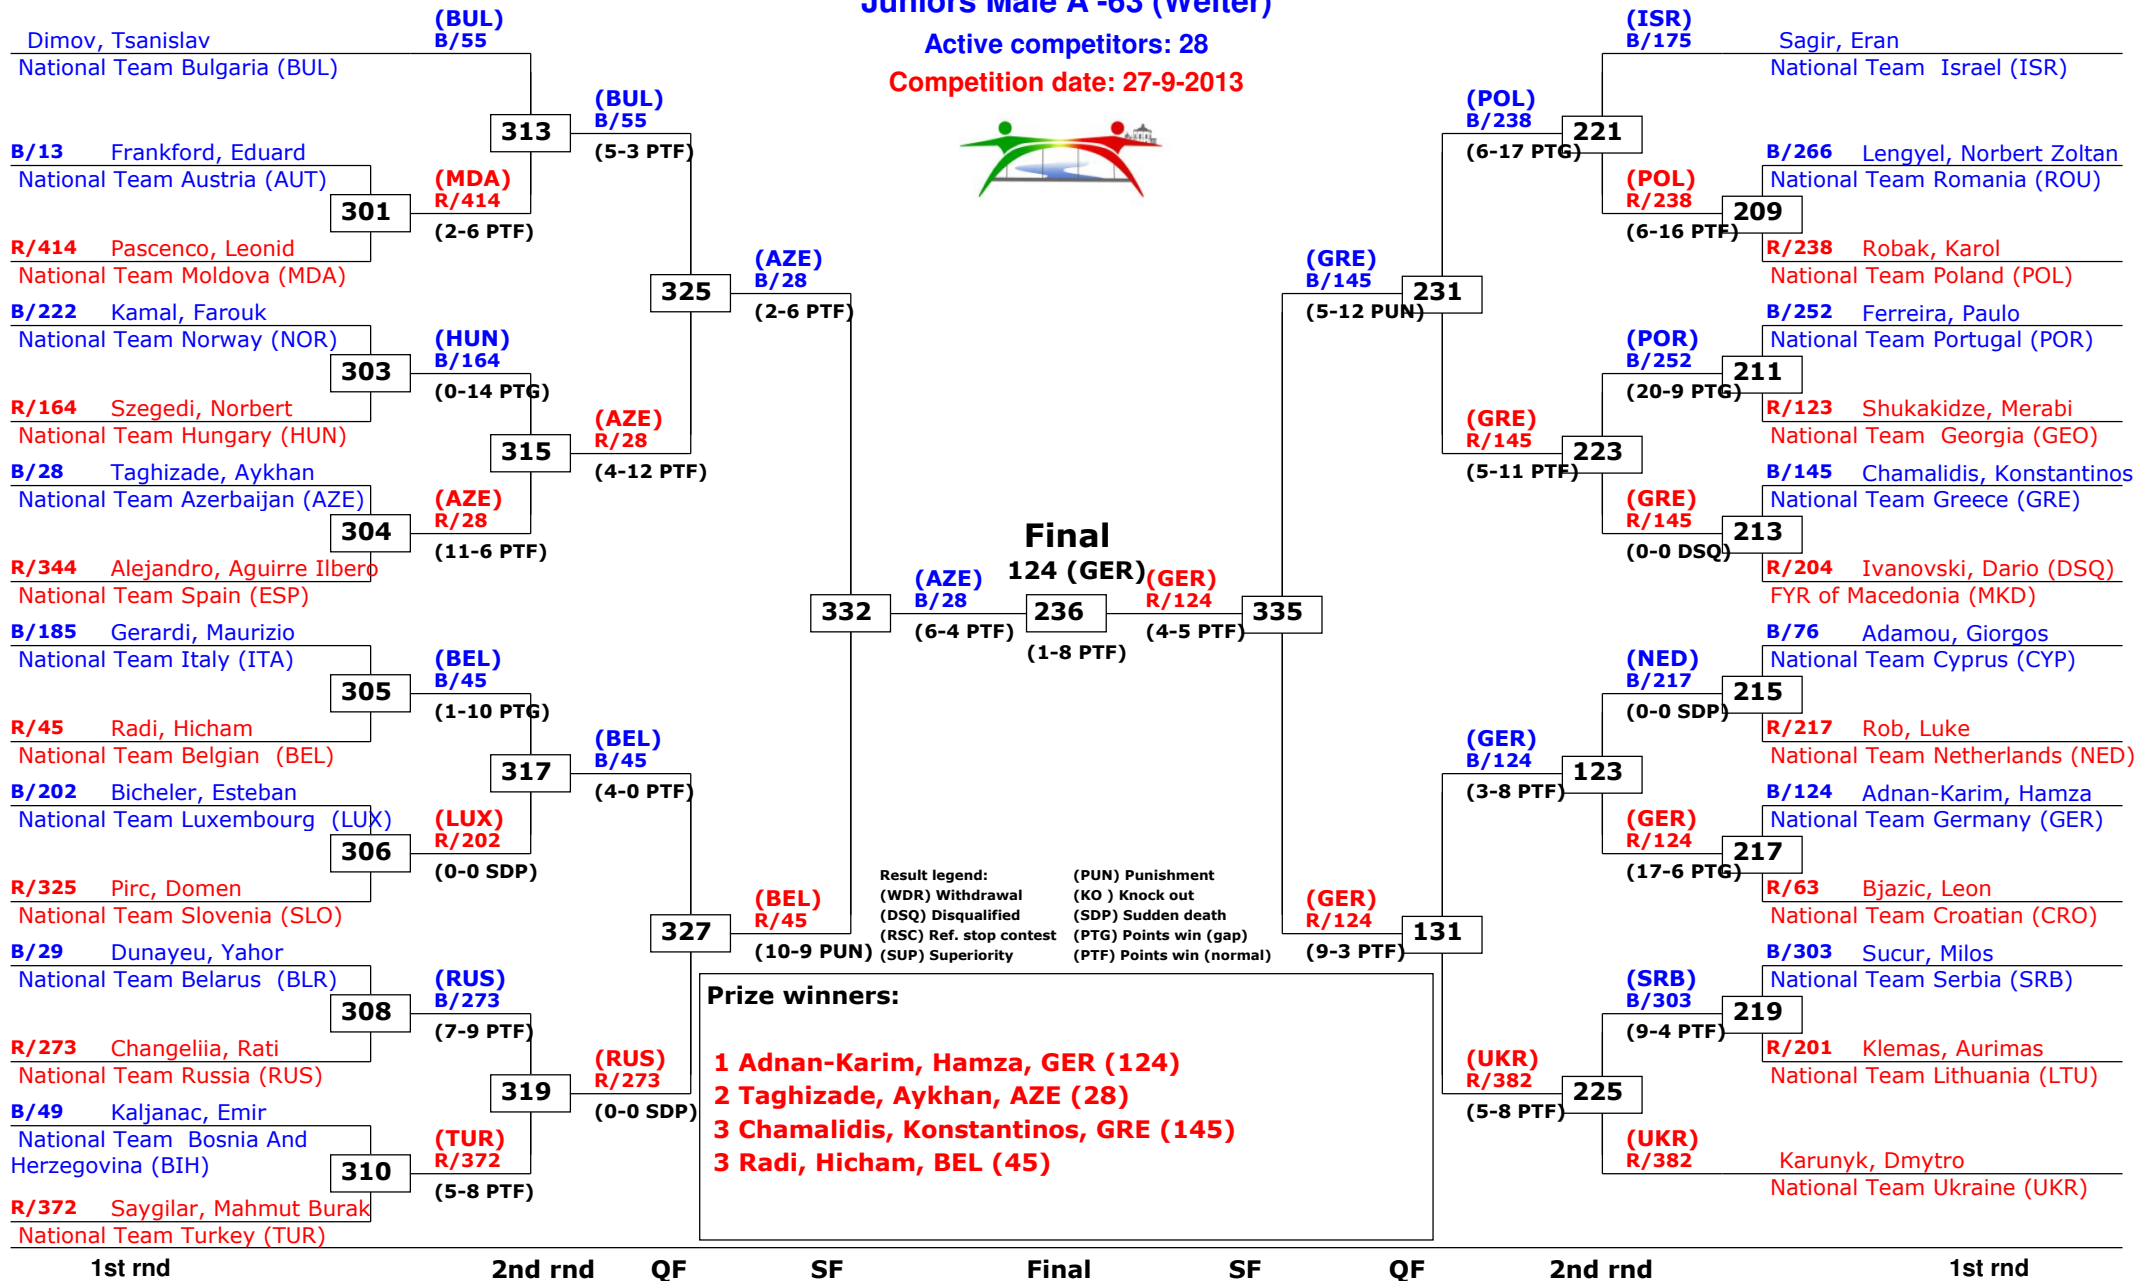 Juniors Male A -63 (Welter)
Active competitors: 28
Competition date: 27-9-2013
Dimov, Tsanislav
National Team Bulgaria (BUL)
B/13 Frankford, Eduard
National Team Austria (AUT)
R/414 Pascenco, Leonid
National Team Moldova (MDA)
B/222 Kamal, Farouk
National Team Norway (NOR)
R/164 Szegedi, Norbert
National Team Hungary (HUN)
B/28 Taghizade, Aykhan
National Team Azerbaijan (AZE)
R/344 Alejandro, Aguirre Ilbero
National Team Spain (ESP)
B/185 Gerardi, Maurizio
National Team Italy (ITA)
R/45 Radi, Hicham
National Team Belgian (BEL)
B/202 Bicheler, Esteban
National Team Luxembourg (LUX)
R/325 Pirc, Domen
National Team Slovenia (SLO)
B/29 Dunayeu, Yahor
National Team Belarus (BLR)
R/273 Changeliia, Rati
National Team Russia (RUS)
B/49 Kaljanac, Emir
National Team Bosnia And
Herzegovina (BIH)
R/372 Saygilar, Mahmut Burak
National Team Turkey (TUR)
301
303
304
305
306
308
310
(BUL)
B/55
(MDA)
R/414
(2-6 PTF)
(HUN)
B/164
(0-14 PTG)
(AZE)
R/28
(11-6 PTF)
(BEL)
B/45
(1-10 PTG)
(LUX)
R/202
(0-0 SDP)
(RUS)
B/273
(7-9 PTF)
(TUR)
R/372
(5-8 PTF)
313
315
317
319
(BUL)
B/55
(5-3 PTF)
(AZE)
R/28
(4-12 PTF)
(BEL)
B/45
(4-0 PTF)
(RUS)
R/273
(0-0 SDP)
325
327
(AZE)
B/28
(2-6 PTF)
(BEL)
R/45
(10-9 PUN)
332
(AZE)
B/28
(6-4 PTF)
Final
124 (GER)
236
(1-8 PTF)
(GER)
R/124
(4-5 PTF)
335
(GRE)
B/145
(5-12 PUN)
(GER)
R/124
(9-3 PTF)
231
131
(POL)
B/238
(6-17 PTG)
(GRE)
R/145
(5-11 PTF)
(GER)
B/124
(3-8 PTF)
(UKR)
R/382
(5-8 PTF)
221
223
123
225
(ISR)
B/175
(POL)
R/238
(6-16 PTF)
(POR)
B/252
(20-9 PTG)
(GRE)
R/145
(0-0 DSQ)
(NED)
B/217
(0-0 SDP)
(GER)
R/124
(17-6 PTG)
(SRB)
B/303
(9-4 PTF)
(UKR)
R/382
209
211
213
215
217
219
Sagir, Eran
National Team Israel (ISR)
B/266 Lengyel, Norbert Zoltan
National Team Romania (ROU)
R/238 Robak, Karol
National Team Poland (POL)
B/252 Ferreira, Paulo
National Team Portugal (POR)
R/123 Shukakidze, Merabi
National Team Georgia (GEO)
B/145 Chamalidis, Konstantinos
National Team Greece (GRE)
R/204 Ivanovski, Dario (DSQ)
FYR of Macedonia (MKD)
B/76 Adamou, Giorgos
National Team Cyprus (CYP)
R/217 Rob, Luke
National Team Netherlands (NED)
B/124 Adnan-Karim, Hamza
National Team Germany (GER)
R/63 Bjazic, Leon
National Team Croatian (CRO)
B/303 Sucur, Milos
National Team Serbia (SRB)
R/201 Klemas, Aurimas
National Team Lithuania (LTU)
Karunyk, Dmytro
National Team Ukraine (UKR)
Result legend: (PUN) Punishment
(WDR) Withdrawal (KO ) Knock out
(DSQ) Disqualified (SDP) Sudden death
(RSC) Ref. stop contest (PTG) Points win (gap)
(SUP) Superiority (PTF) Points win (normal)
Prize winners:
1 Adnan-Karim, Hamza, GER (124)
2 Taghizade, Aykhan, AZE (28)
3 Chamalidis, Konstantinos, GRE (145)
3 Radi, Hicham, BEL (45)
1st rnd 2nd rnd QF SF Final SF QF 2nd rnd 1st rnd